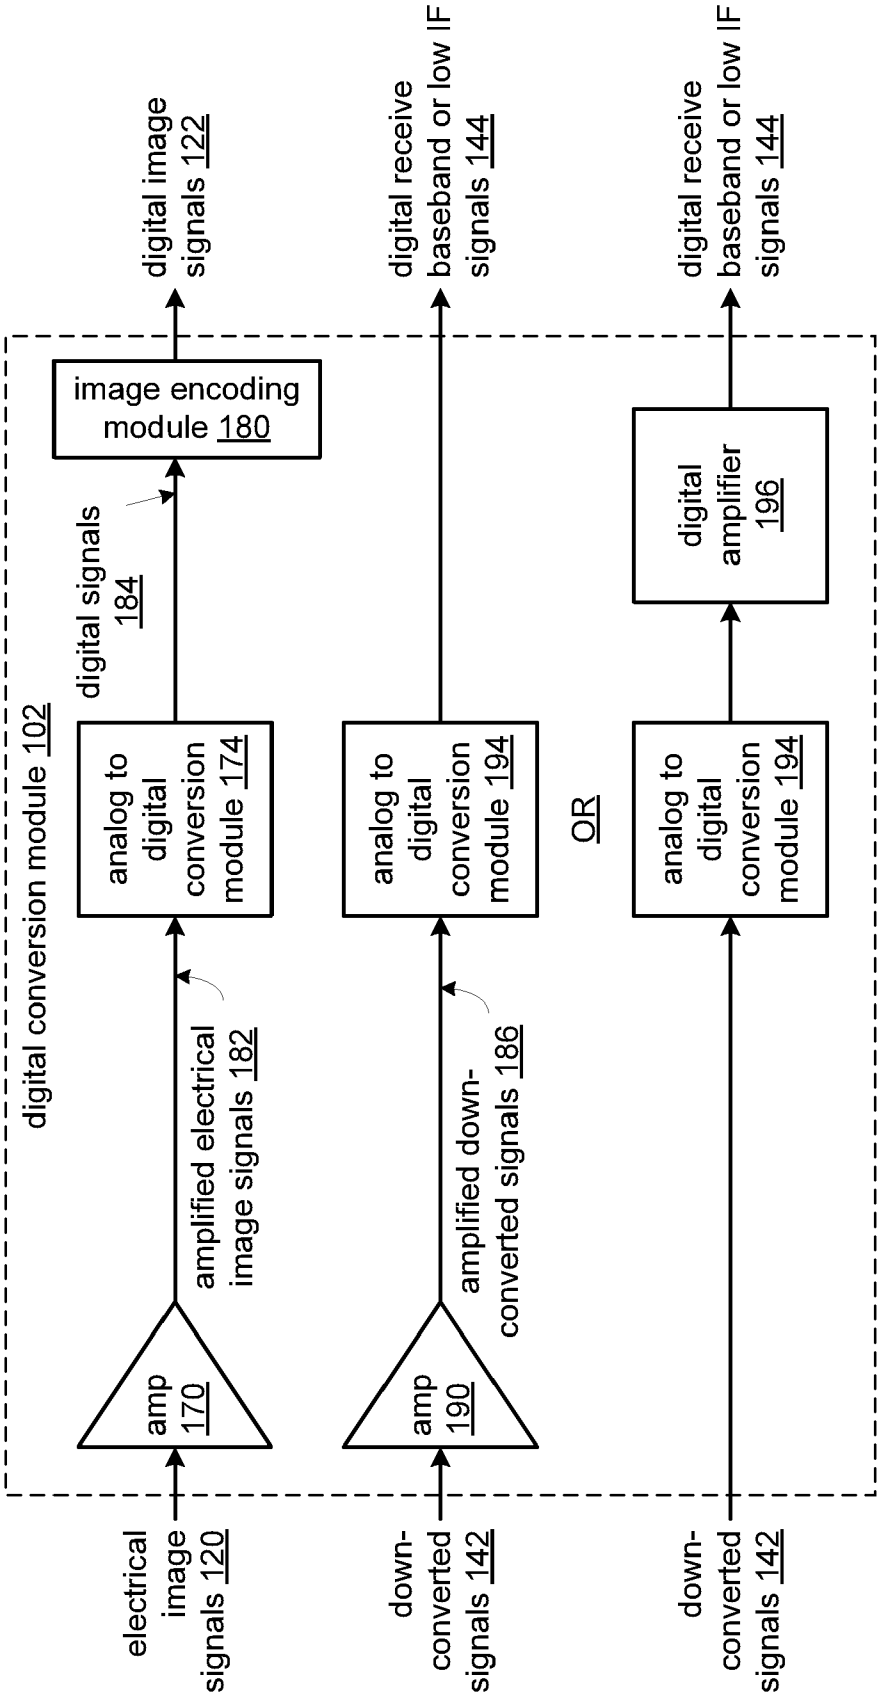 digital conversion module 102
electrical
image
signals 120
amp
170
amplified electrical
image signals 182
analog to
digital
conversion
module 174
digital signals
184
image encoding
module 180
digital image
signals 122
down-
converted
signals 142
amp
190
amplified down-
converted signals 186
analog to
digital
conversion
module 194
digital receive
baseband or low IF
signals 144
OR
down-
converted
signals 142
analog to
digital
conversion
module 194
digital
amplifier
196
digital receive
baseband or low IF
signals 144